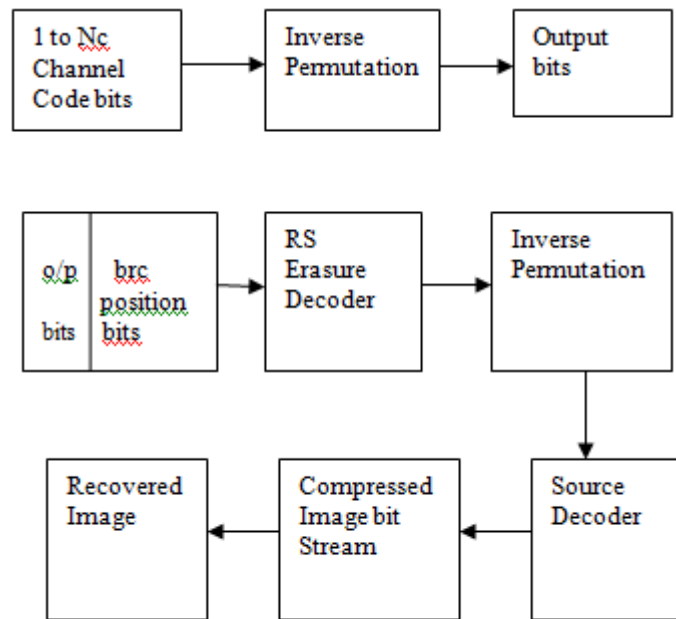 1 to Nc
Channel
Code bits
Inverse
Permutation
Output
bits
o/p
bits
brc
position
bits
RS
Erasure
Decoder
Inverse
Permutation
Recovered
Image
Compressed
Image bit
Stream
Source
Decoder